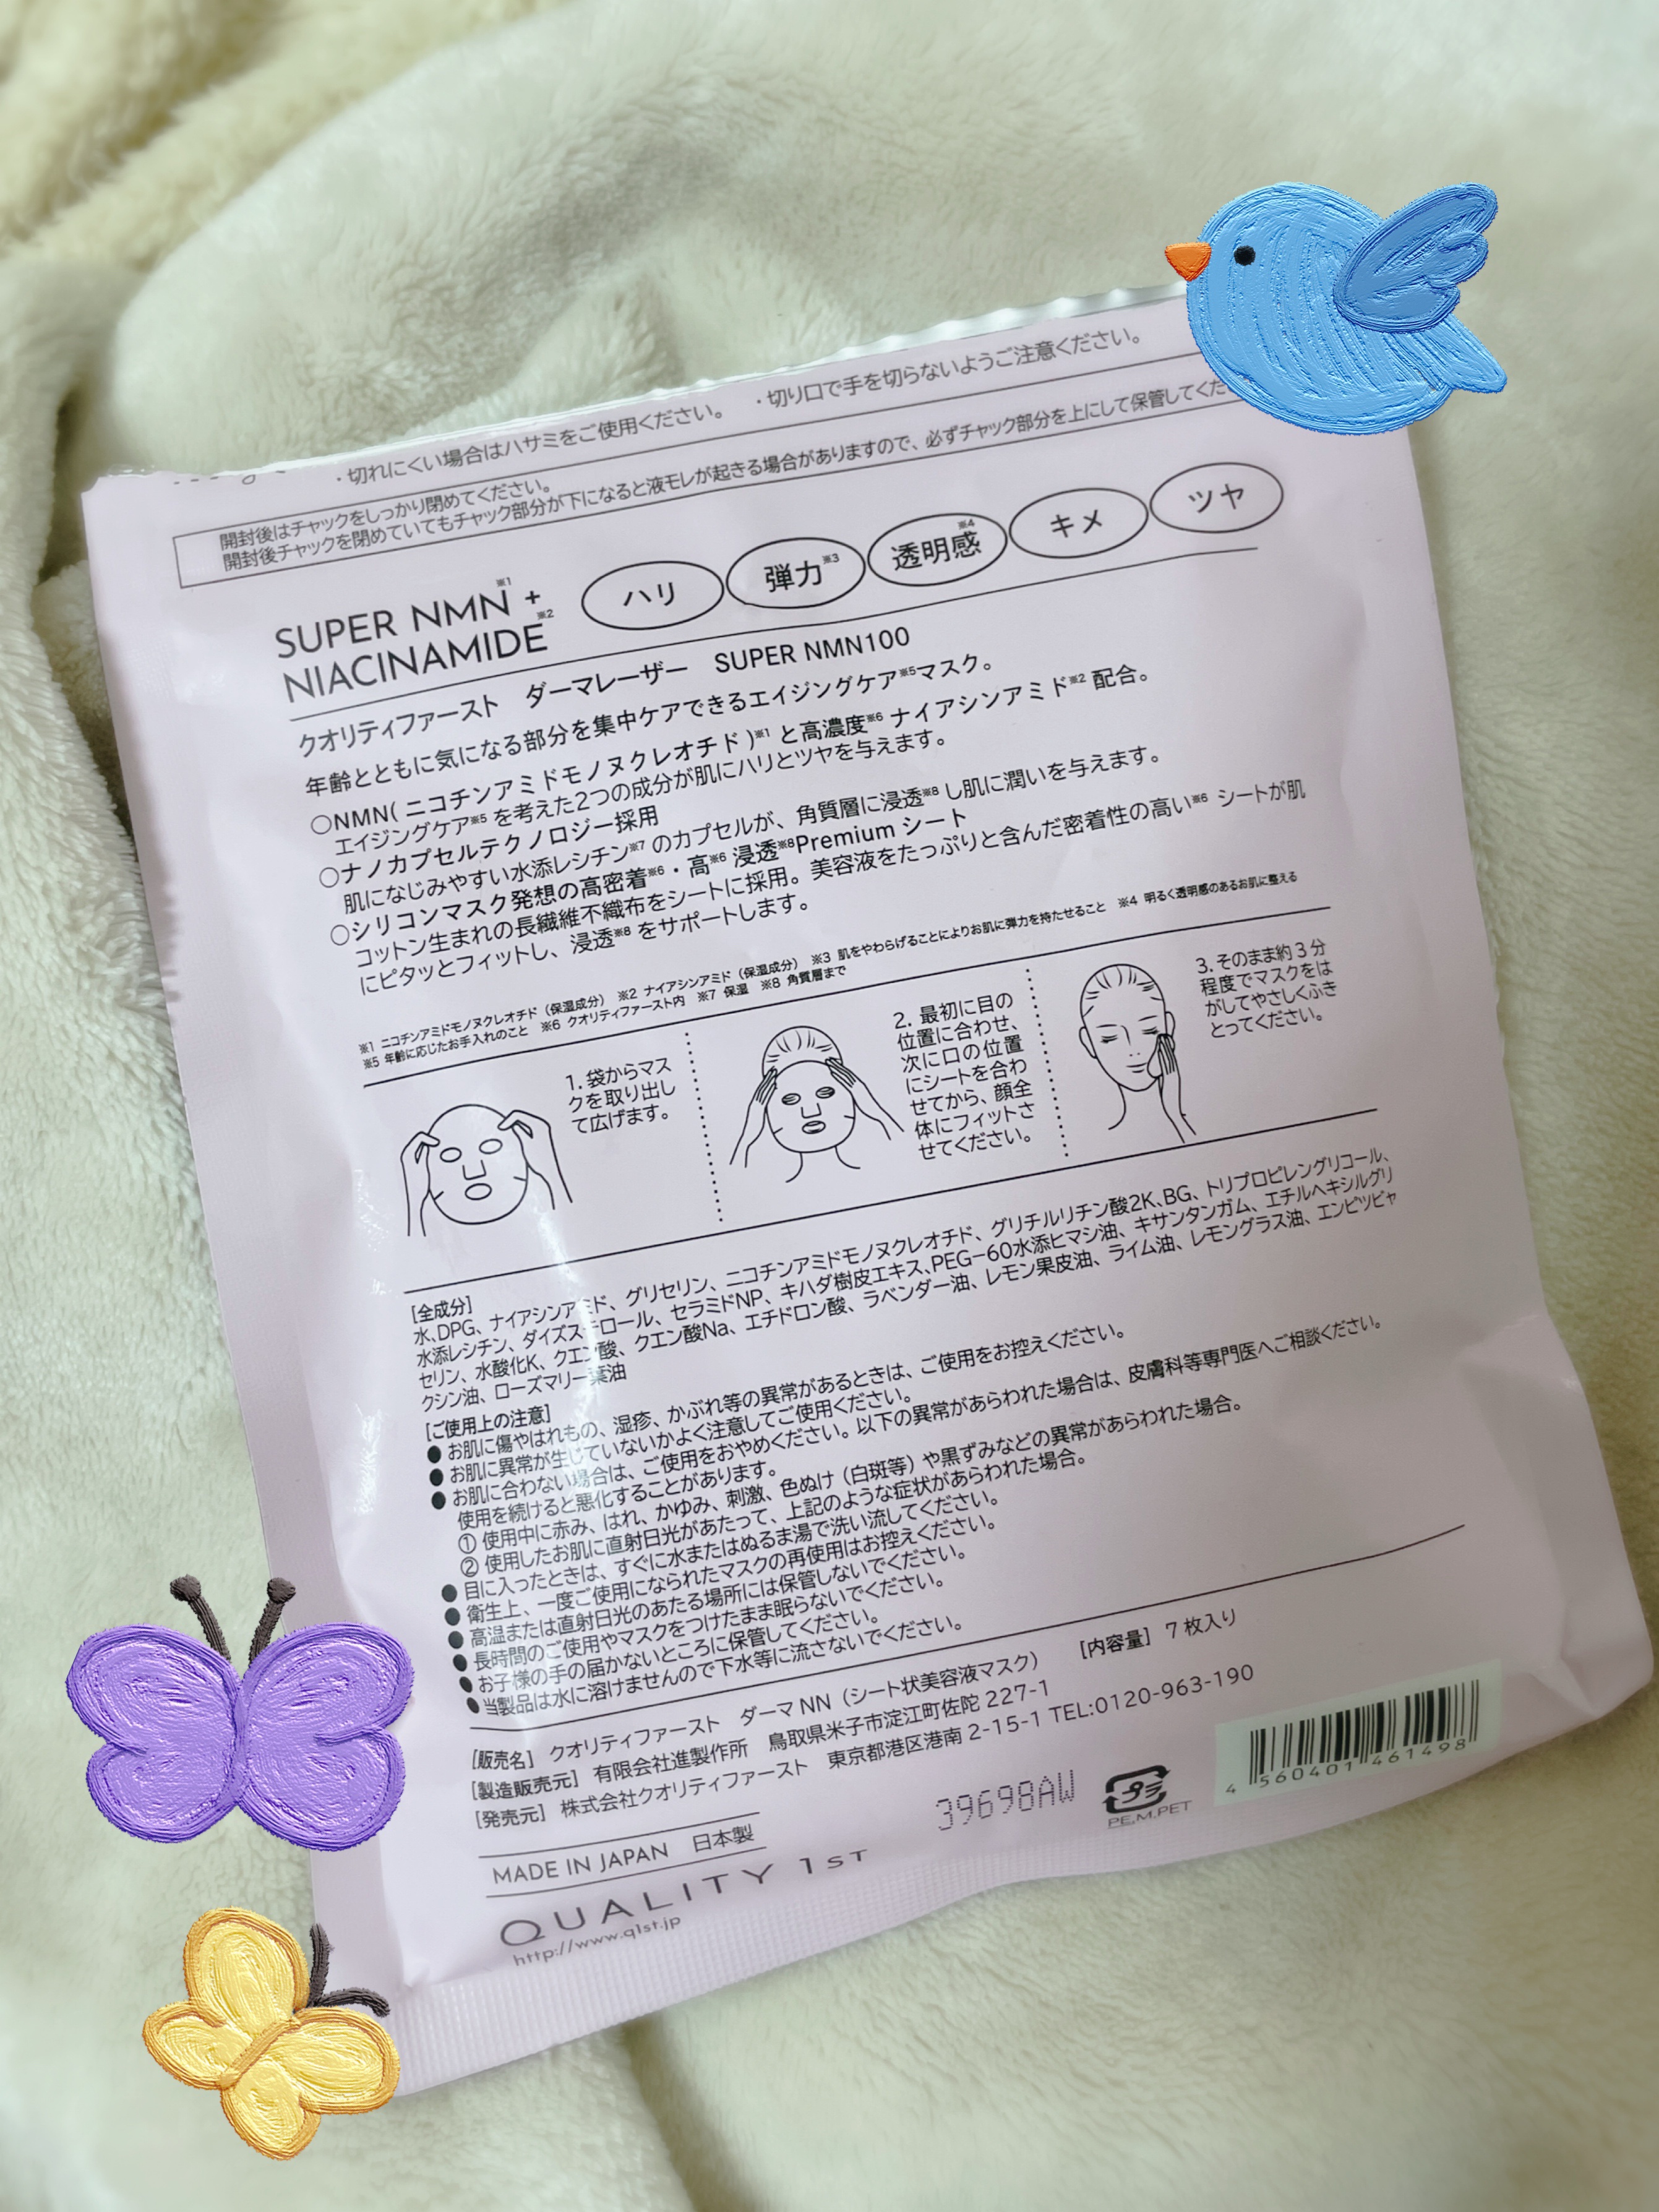 ・切れにくい場合はハサミをご使用ください。 ・切り口で手を切らないようご注意ください。
開封後はチャックをしっかり閉めてください。
開封後チャックを閉めていてもチャック部分が下になると液モレが起きる場合がありますので、必ずチャック部分を上にして保管してくだ
SUPER NMN※1 +
NIACINAMIDE※2
ハリ 弾力※3 透明感※4 キメ ツヤ
クオリティファースト ダーマレーザー SUPER NMN100
年齢とともに気になる部分を集中ケアできるエイジングケア※5マスク。
○NMN(ニコチンアミドモノヌクレオチド)※1 と高濃度※6 ナイアシンアミド※2 配合。
エイジングケア※5 を考えた2つの成分が肌にハリとツヤを与えます。
○ナノカプセルテクノロジー採用
肌になじみやすい水添レシチン※7 のカプセルが、角質層に浸透※8 し肌に潤いを与えます。
○シリコンマスク発想の高密着※6・高※6 浸透※8Premium シート
コットン生まれの長繊維不織布をシートに採用。美容液をたっぷりと含んだ密着性の高い※6 シートが肌
にピタッとフィットし、浸透※8 をサポートします。
※1 ニコチンアミドモノヌクレオチド（保湿成分） ※2 ナイアシンアミド（保湿成分） ※3 肌をやわらげることによりお肌に弾力を持たせること ※4 明るく透明感のあるお肌に整える
※5 年齢に応じたお手入れのこと ※6 クオリティファースト内 ※7 保湿 ※8 角質層まで
1. 袋からマス
クを取り出し
て広げます。
2. 最初に目の
位置に合わせ、
次に口の位置
にシートを合わ
せてから、顔全
体にフィットさ
せてください。
3. そのまま約３分
程度でマスクをは
がしてやさしくふき
とってください。
[全成分]
水、DPG、ナイアシンアミド、グリセリン、ニコチンアミドモノヌクレオチド、グリチルリチン酸2K、BG、トリプロピレングリコール、
水添レシチン、ダイズステロール、セラミドNP、キハダ樹皮エキス、PEG－60水添ヒマシ油、キサンタンガム、エチルヘキシルグリ
セリン、水酸化K、クエン酸、クエン酸Na、エチドロン酸、ラベンダー油、レモン果皮油、ライム油、レモングラス油、エンピツビャ
クシン油、ローズマリー葉油
[ご使用上の注意]
● お肌に傷やはれもの、湿疹、かぶれ等の異常があるときは、ご使用をお控えください。
● お肌に異常が生じていないかよく注意してご使用ください。
● お肌に合わない場合は、ご使用をおやめください。以下の異常があらわれた場合は、皮膚科等専門医へご相談ください。
使用を続けると悪化することがあります。
① 使用中に赤み、はれ、かゆみ、刺激、色ぬけ（白斑等）や黒ずみなどの異常があらわれた場合。
② 使用したお肌に直射日光があたって、上記のような症状があらわれた場合。
● 目に入ったときは、すぐに水またはぬるま湯で洗い流してください。
● 衛生上、一度ご使用になられたマスクの再使用はお控えください。
● 高温または直射日光のあたる場所には保管しないでください。
● 長時間のご使用やマスクをつけたまま眠らないでください。
● お子様の手の届かないところに保管してください。
● 当製品は水に溶けませんので下水等に流さないでください。
[販売名] クオリティファースト ダーマ NN（シート状美容液マスク） [内容量] 7 枚入り
[製造販売元] 有限会社進製作所 鳥取県米子市淀江町佐陀 227-1
[発売元] 株式会社クオリティファースト 東京都港区港南 2-15-1 TEL:0120-963-190
MADE IN JAPAN 日本製
39698AW
プラ
PE,M,PET
4 560401 461498
QUALITY 1ST
http://www.q1st.jp